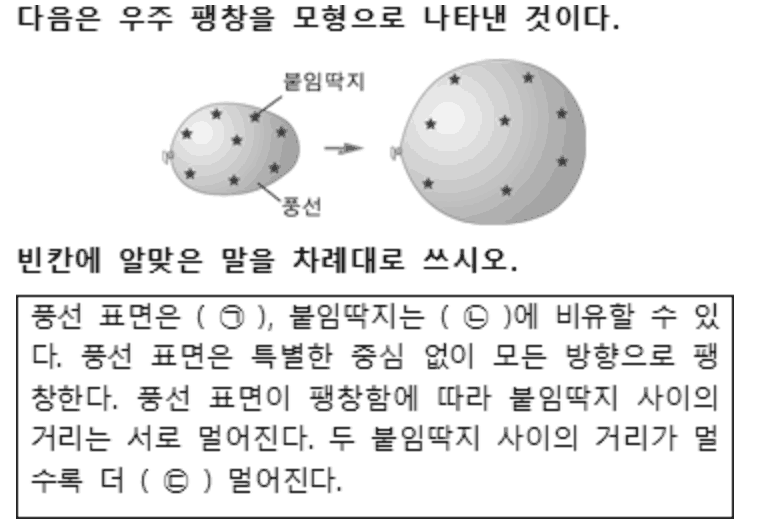 다음은 우주 팽창을 모형으로 나타낸 것이다.
붙임딱지
풍선
빈칸에 알맞은 말을 차례대로 쓰시오.
풍선 표면은 ( ㉠ ), 붙임딱지는 ( ㉡ )에 비유할 수 있
다. 풍선 표면은 특별한 중심 없이 모든 방향으로 팽
창한다. 풍선 표면이 팽창함에 따라 붙임딱지 사이의
거리는 서로 멀어진다. 두 붙임딱지 사이의 거리가 멀
수록 더 ( ㉢ ) 멀어진다.